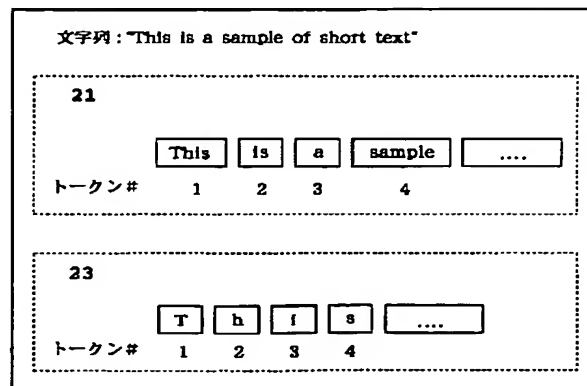 文字列："This is a sample of short text"
21
This is a sample ....
トークン# 1 2 3 4
23
T h i s ....
トークン# 1 2 3 4